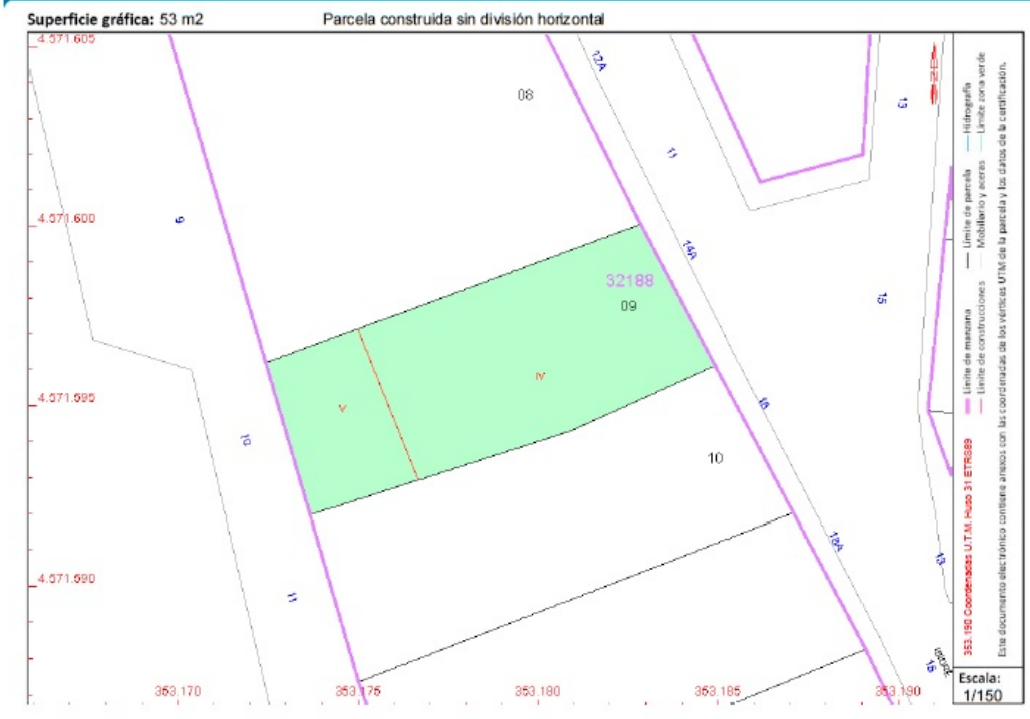 Superficie gráfica: 53 m2
Parcela construida sin división horizontal
4.571.605
4.571.600
4.571.595
4.571.590
353.170
353.175
353.180
353.185
353.190
08
32188
09
10
V
IV
9
10
11
12A
11
14A
13
15
16
18A
13
16
353.190 Coordenadas U.T.M. Huso 31 ETRS89
Límite de manzana
Límite de parcela
Hidrografía
Límite de construcciones
Mobiliario y aceras
Límite zona verde
Este documento electrónico contiene anexos con las coordenadas de los vértices UTM de la parcela y los datos de la certificación.
Escala:
1/150